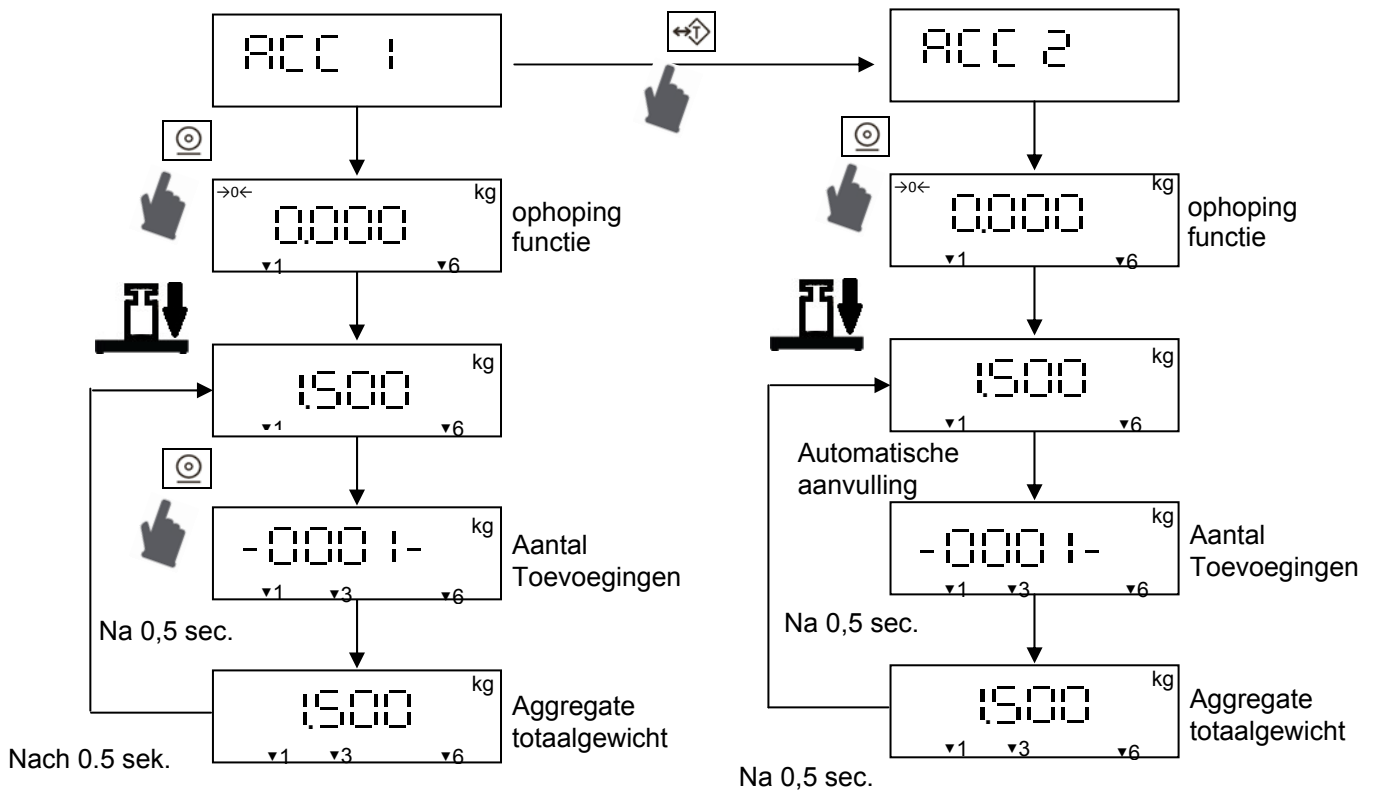 ACC 1
T
ACC 2
→0← kg
0.000
▼1 ▼6
ophoping
functie
→0← kg
0.000
▼1 ▼6
ophoping
functie
kg
1.500
▼1 ▼6
kg
1.500
▼1 ▼6
Automatische
aanvulling
kg
-0001-
▼1 ▼3 ▼6
Aantal
Toevoegingen
kg
-0001-
▼1 ▼3 ▼6
Aantal
Toevoegingen
Na 0,5 sec.
Na 0,5 sec.
kg
1.500
▼1 ▼3 ▼6
Aggregate
totaalgewicht
kg
1.500
▼1 ▼3 ▼6
Aggregate
totaalgewicht
Nach 0.5 sek.
Na 0,5 sec.